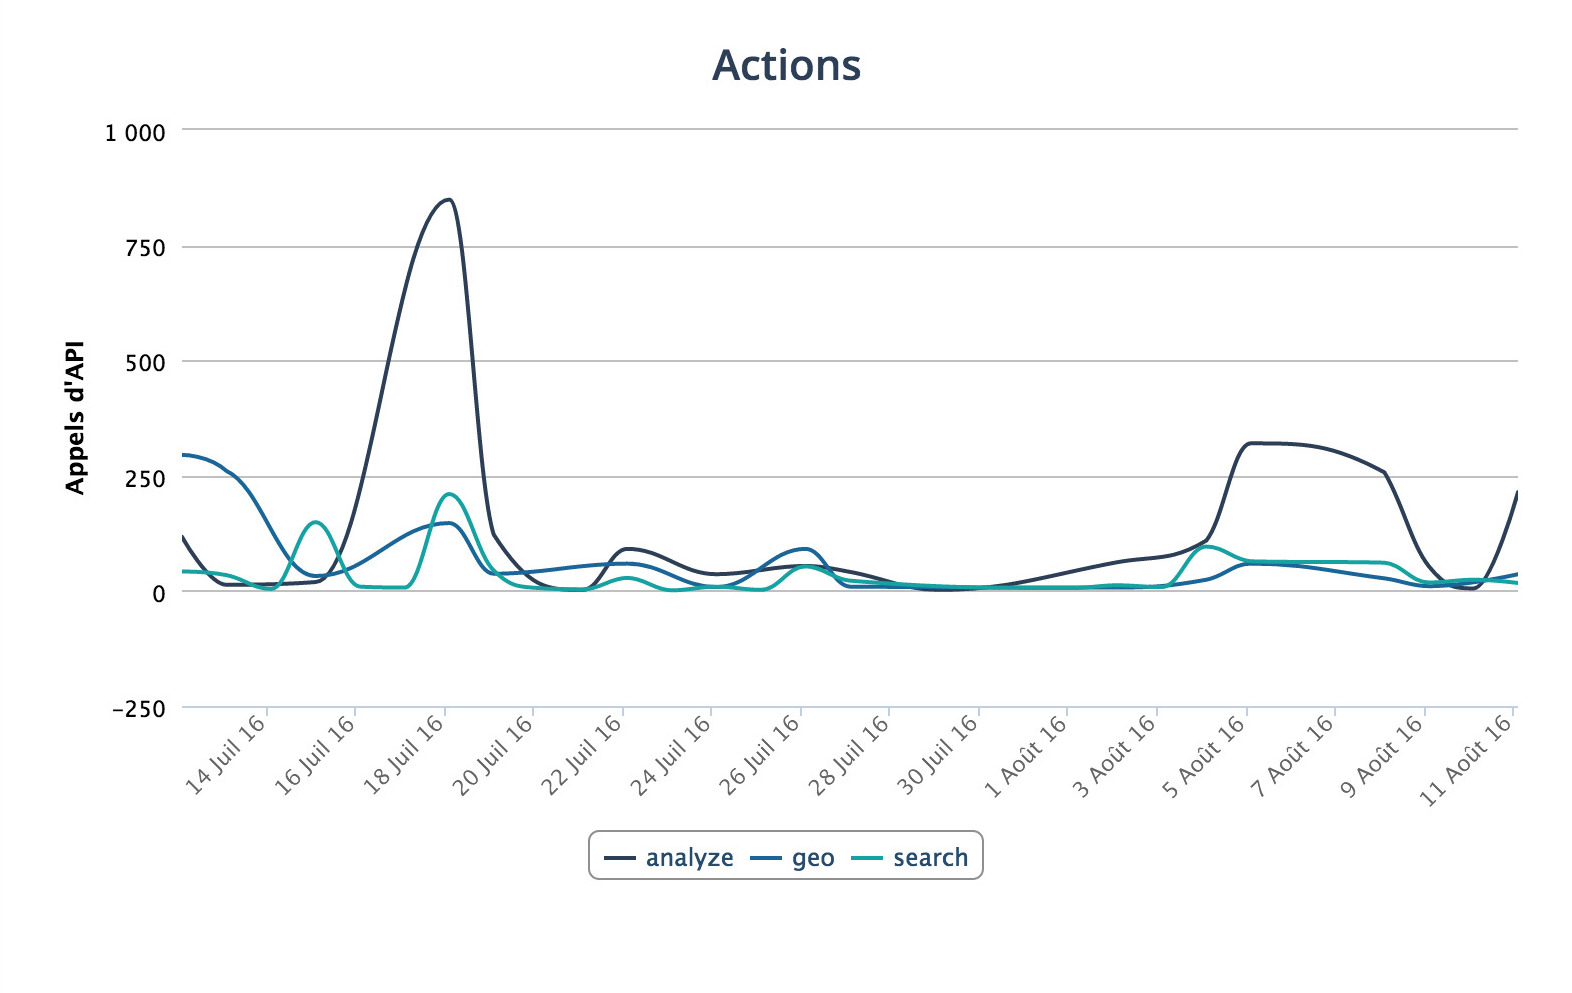 Actions
1 000
750
500
250
0
−250
Appels d'API
14 Juil 16
16 Juil 16
18 Juil 16
20 Juil 16
22 Juil 16
24 Juil 16
26 Juil 16
28 Juil 16
30 Juil 16
1 Août 16
3 Août 16
5 Août 16
7 Août 16
9 Août 16
11 Août 16
analyze geo search